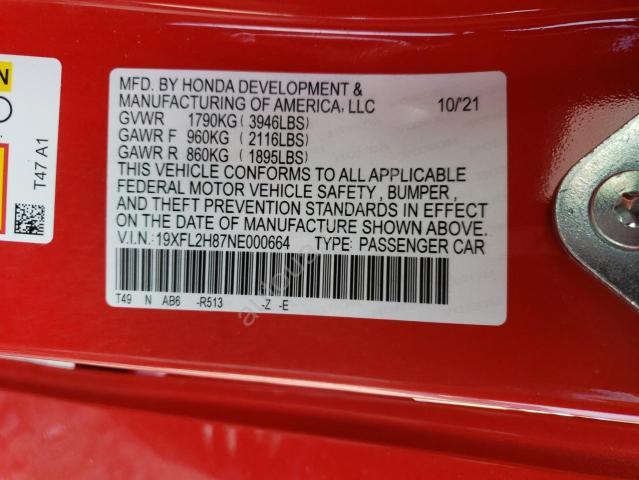 N
T47 A1
MFD. BY HONDA DEVELOPMENT &
MANUFACTURING OF AMERICA, LLC 10/'21
GVWR 1790KG ( 3946LBS)
GAWR F 960KG ( 2116LBS)
GAWR R 860KG ( 1895LBS)
THIS VEHICLE CONFORMS TO ALL APPLICABLE
FEDERAL MOTOR VEHICLE SAFETY , BUMPER,
AND THEFT PREVENTION STANDARDS IN EFFECT
ON THE DATE OF MANUFACTURE SHOWN ABOVE.
V.I.N.: 19XFL2H87NE000664 TYPE: PASSENGER CAR
T49 N AB6 -R513 -Z -E